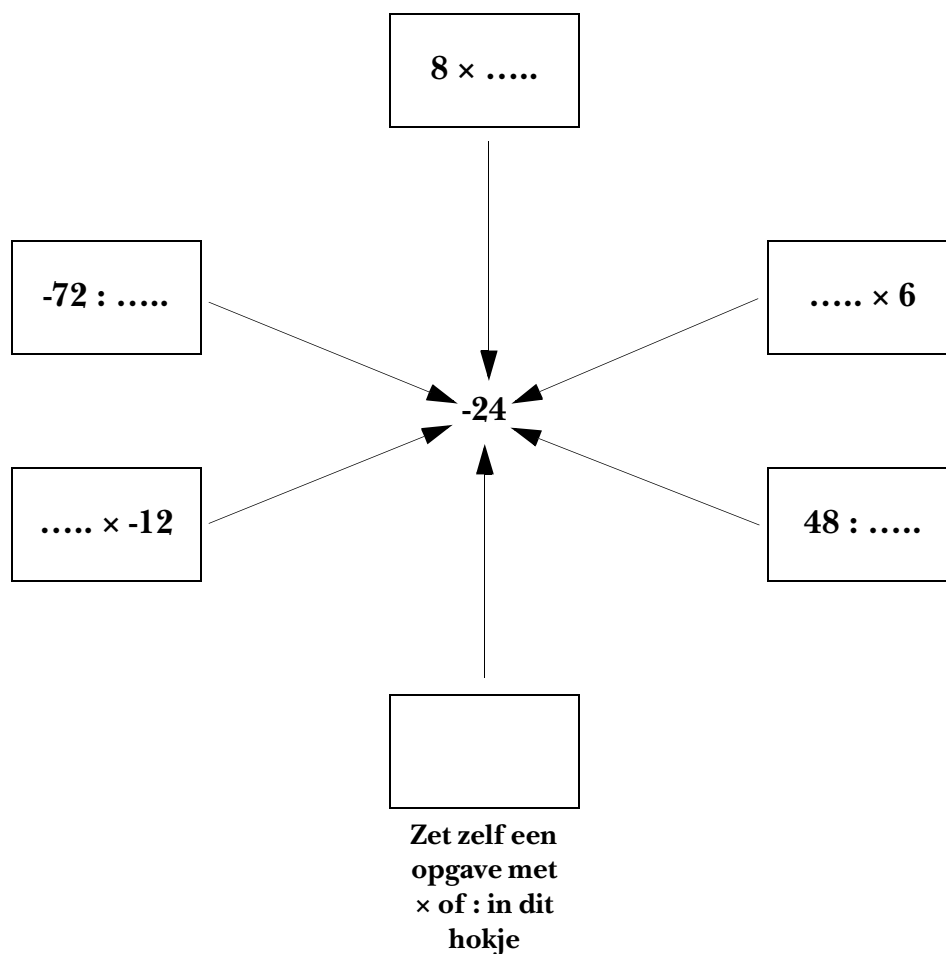 8 × .....
-72 : .....
..... × 6
-24
..... × -12
48 : .....
Zet zelf een
opgave met
× of : in dit
hokje